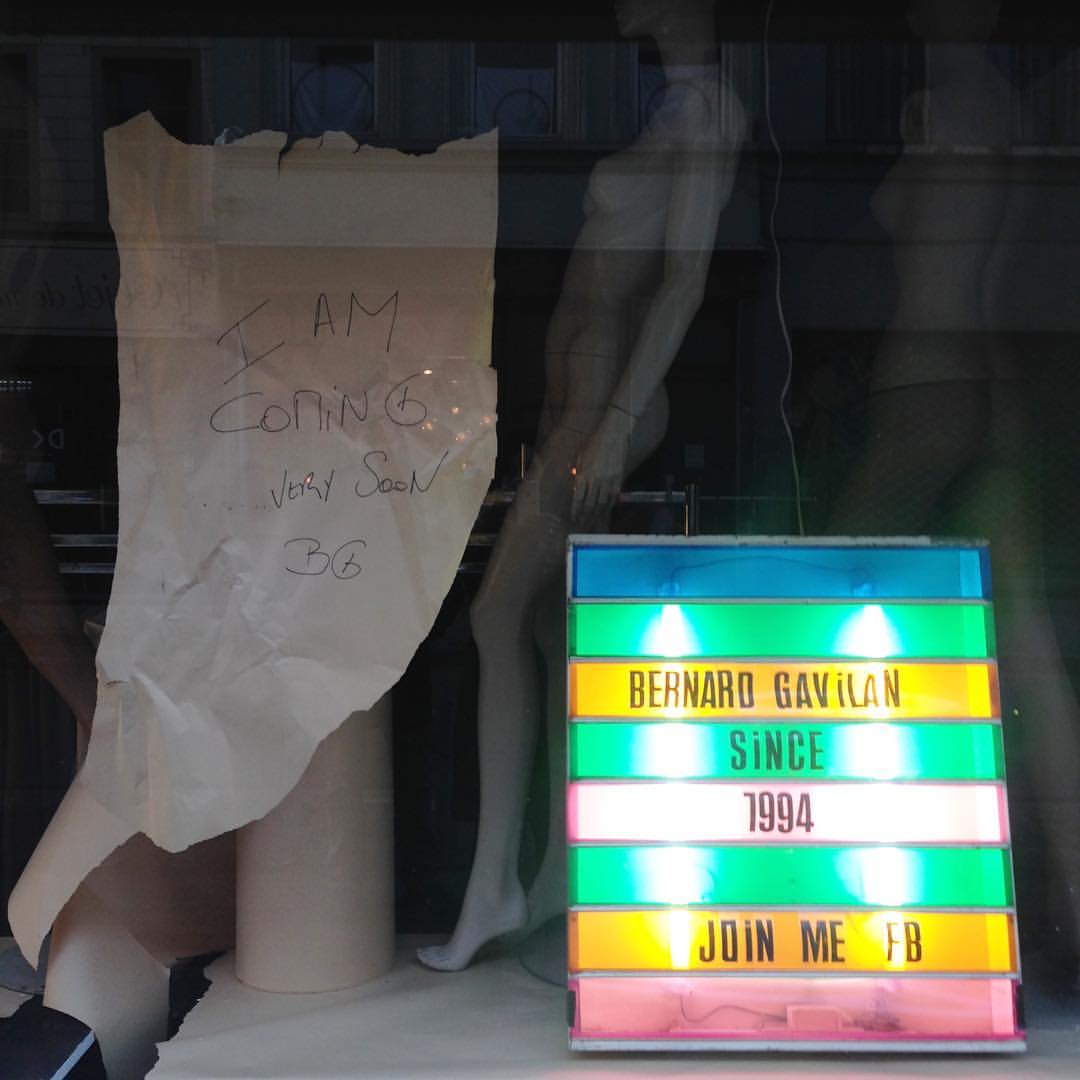 I AM
COMING
......VERY SOON
BG
BERNARD GAViLAN
SiNCE
1994
JOiN ME FB